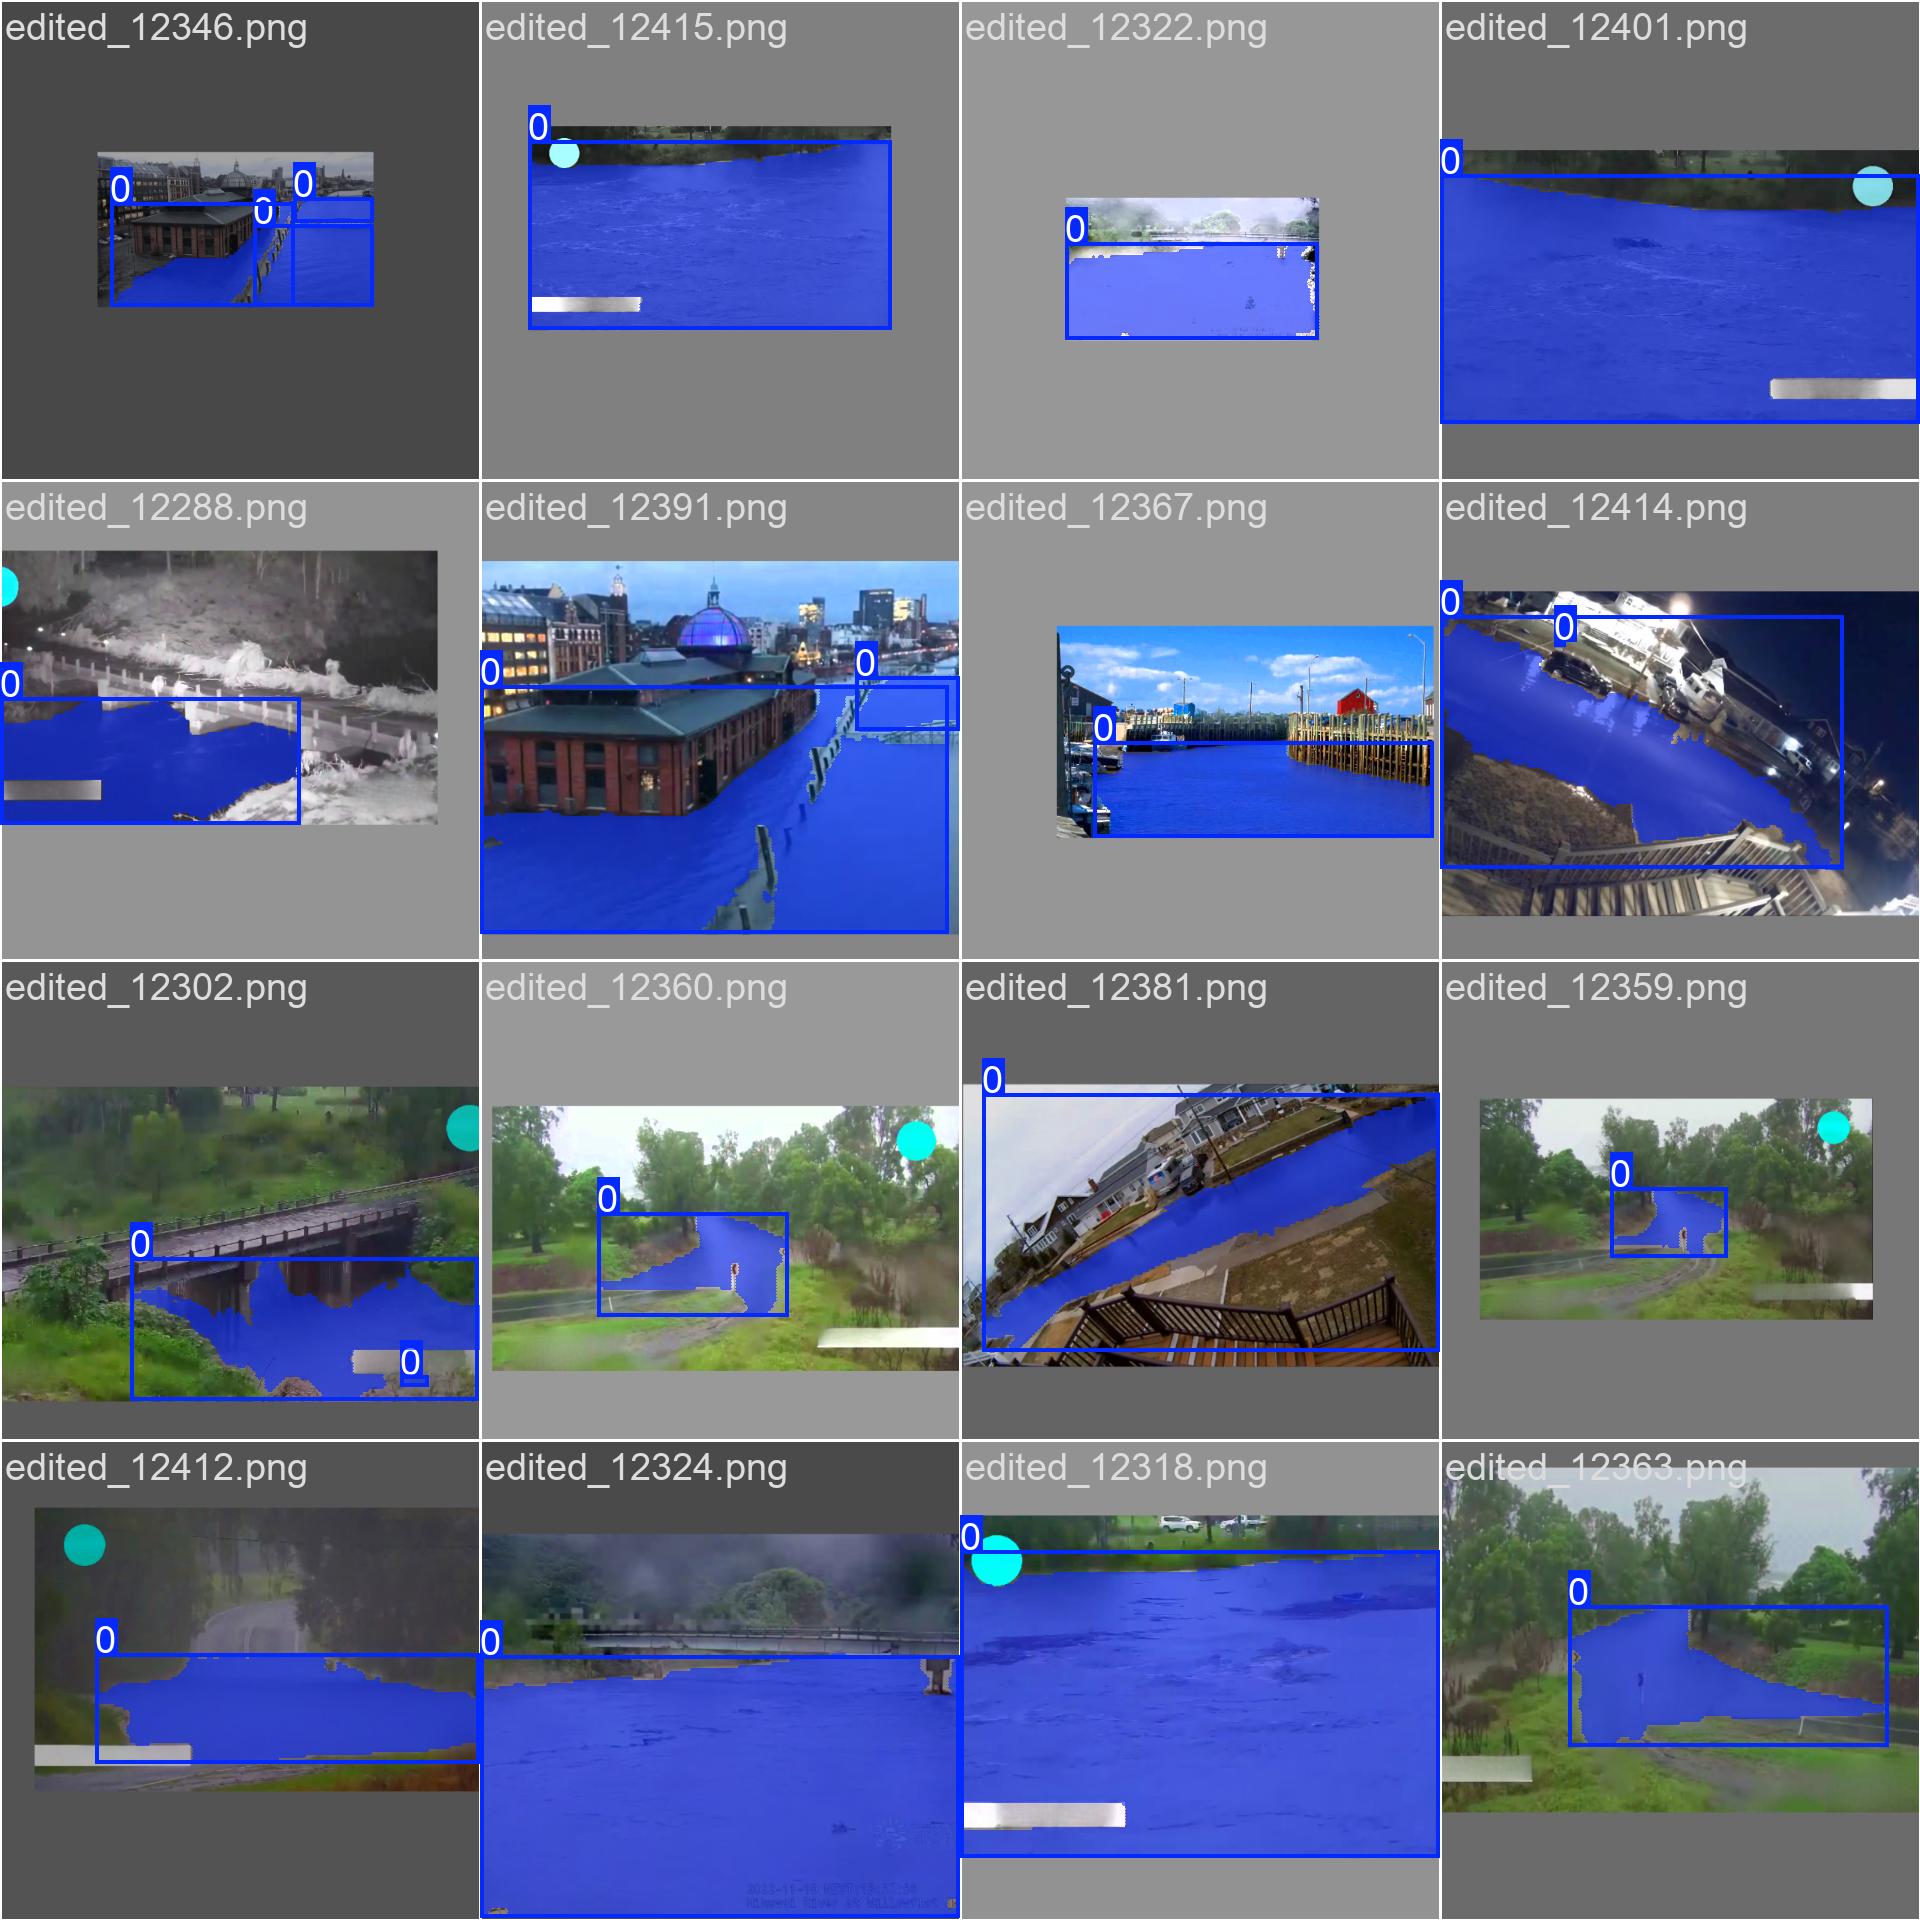 edited_12346.png
edited_12415.png
edited_12322.png
edited_12401.png
0
0
0
0
0
0
edited_12288.png
edited_12391.png
edited_12367.png
edited_12414.png
0
0
0
0
0
0
edited_12302.png
edited_12360.png
edited_12381.png
edited_12359.png
0
0
0
0
0
edited_12412.png
edited_12324.png
edited_12318.png
edited_12363.png
0
0
0
0